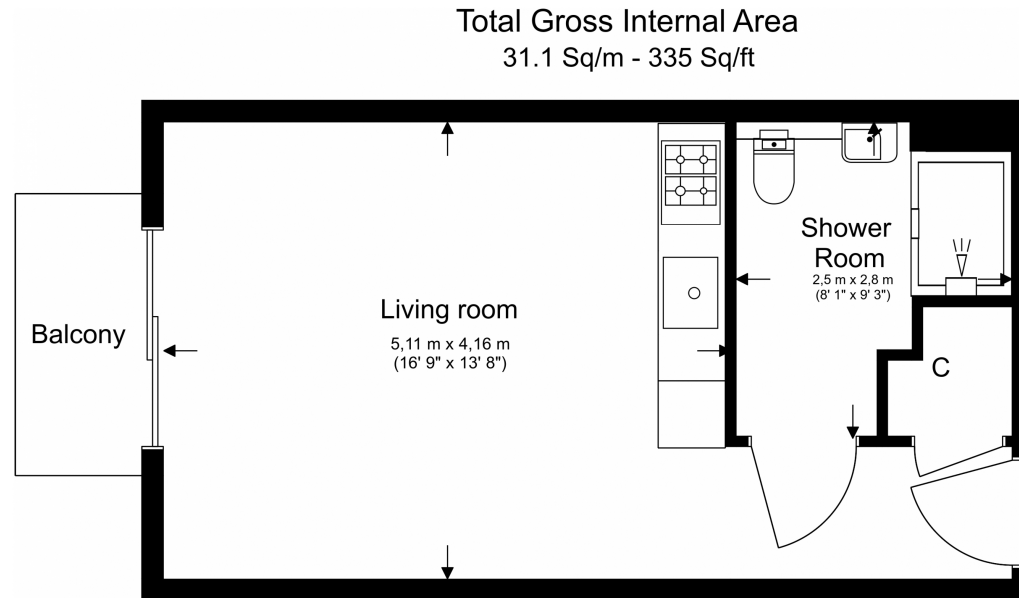 Total Gross Internal Area
31.1 Sq/m - 335 Sq/ft
Shower
Room
2,5 m x 2,8 m
(8' 1" x 9' 3")
Living room
5,11 m x 4,16 m
(16' 9" x 13' 8")
Balcony
C